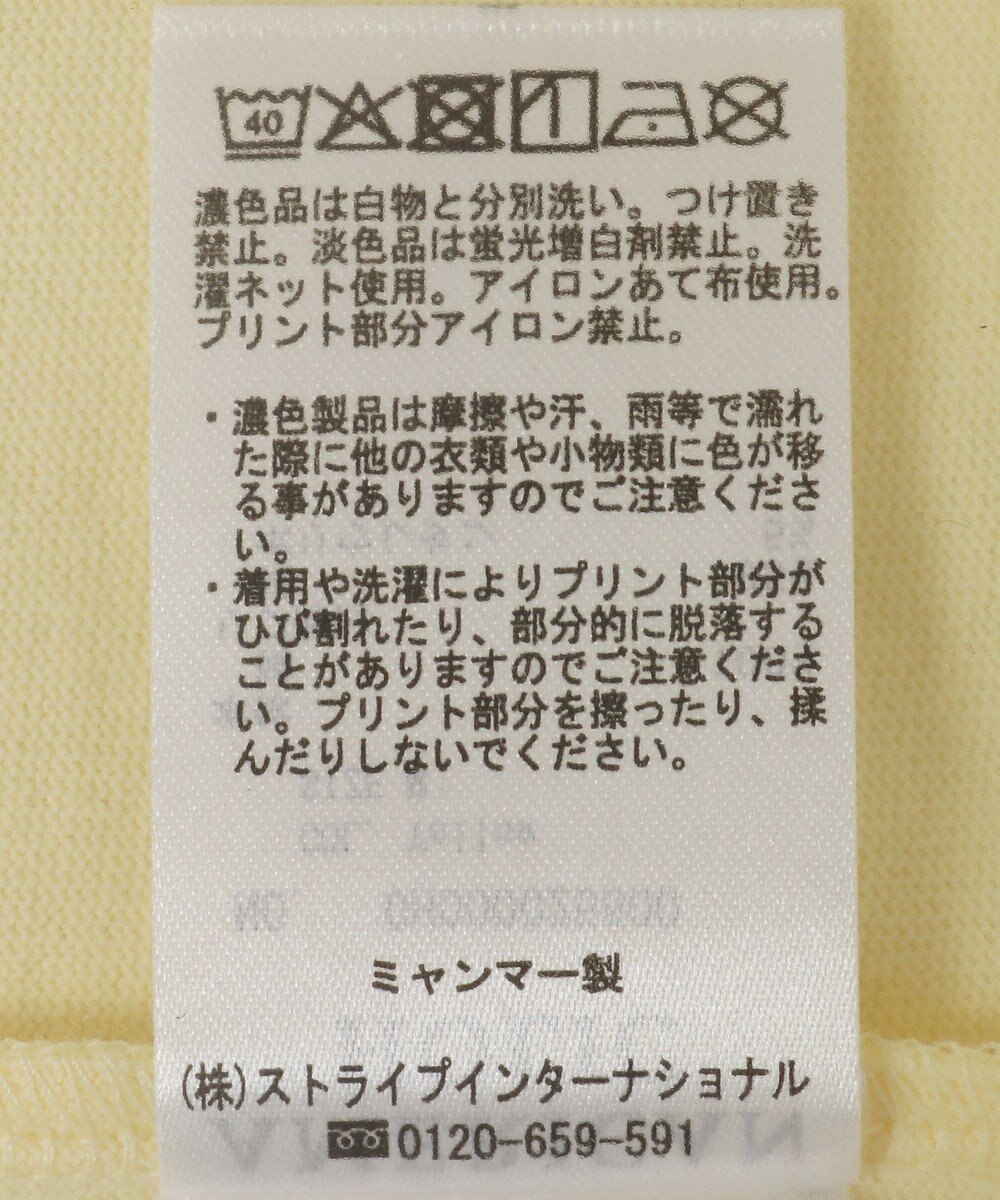 40
濃色品は白物と分別洗い。つけ置き
禁止。淡色品は蛍光増白剤禁止。洗
濯ネット使用。アイロンあて布使用。
プリント部分アイロン禁止。
・濃色製品は摩擦や汗、雨等で濡れ
た際に他の衣類や小物類に色が移
る事がありますのでご注意くださ
い。
・着用や洗濯によりプリント部分が
ひび割れたり、部分的に脱落する
ことがありますのでご注意くださ
い。プリント部分を擦ったり、揉
んだりしないでください。
ミャンマー製
(株)ストライプインターナショナル
0120-659-591